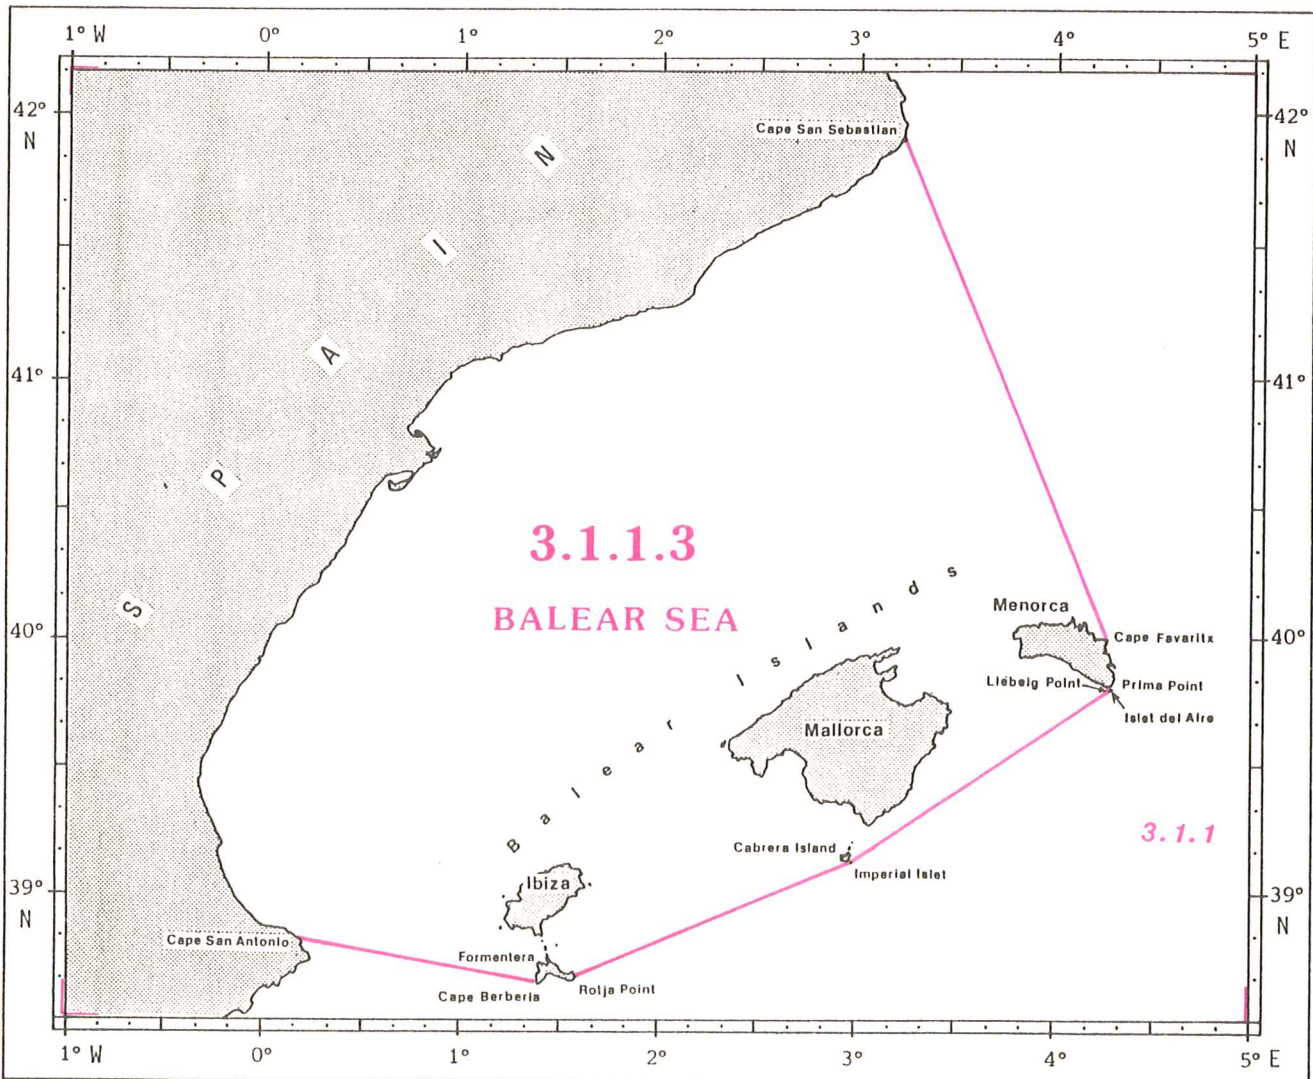 1° W 0° 1° 2° 3° 4° 5° E
42° 42°
N N
Cape San Sebastian
N
I
A
41° 41°
P
S
3.1.1.3
BALEAR SEA
Balear Islands
Menorca
40° 40°
Cape Favaritx
Llebeig Point Prima Point
Islet del Aire
Mallorca
3.1.1
Cabrera Island
Imperial Islet
Ibiza
39° 39°
N N
Cape San Antonio
Formentera
Cape Berberia Rotja Point
1° W 0° 1° 2° 3° 4° 5° E